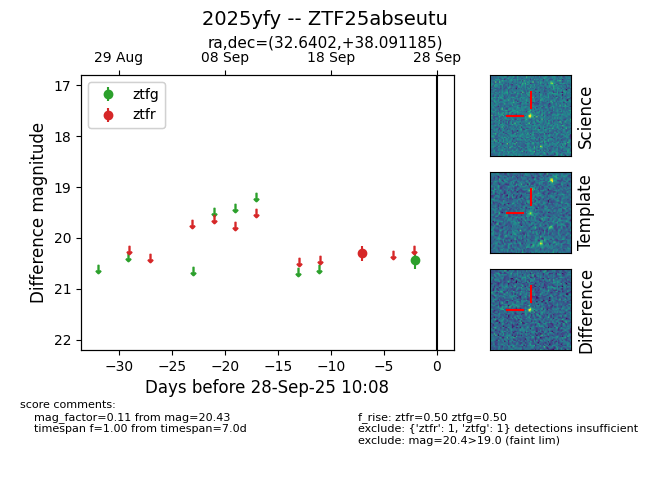 2025yfy -- ZTF25abseutu
ra,dec=(32.6402,+38.091185)
29 Aug 08 Sep 18 Sep 28 Sep
ztfg
ztfr
17
18
19
20
21
22
Difference magnitude
−30 −25 −20 −15 −10 −5 0
Days before 28-Sep-25 10:08
Science
Template
Difference
score comments:
mag_factor=0.11 from mag=20.43
timespan f=1.00 from timespan=7.0d
f_rise: ztfr=0.50 ztfg=0.50
exclude: {'ztfr': 1, 'ztfg': 1} detections insufficient
exclude: mag=20.4>19.0 (faint lim)